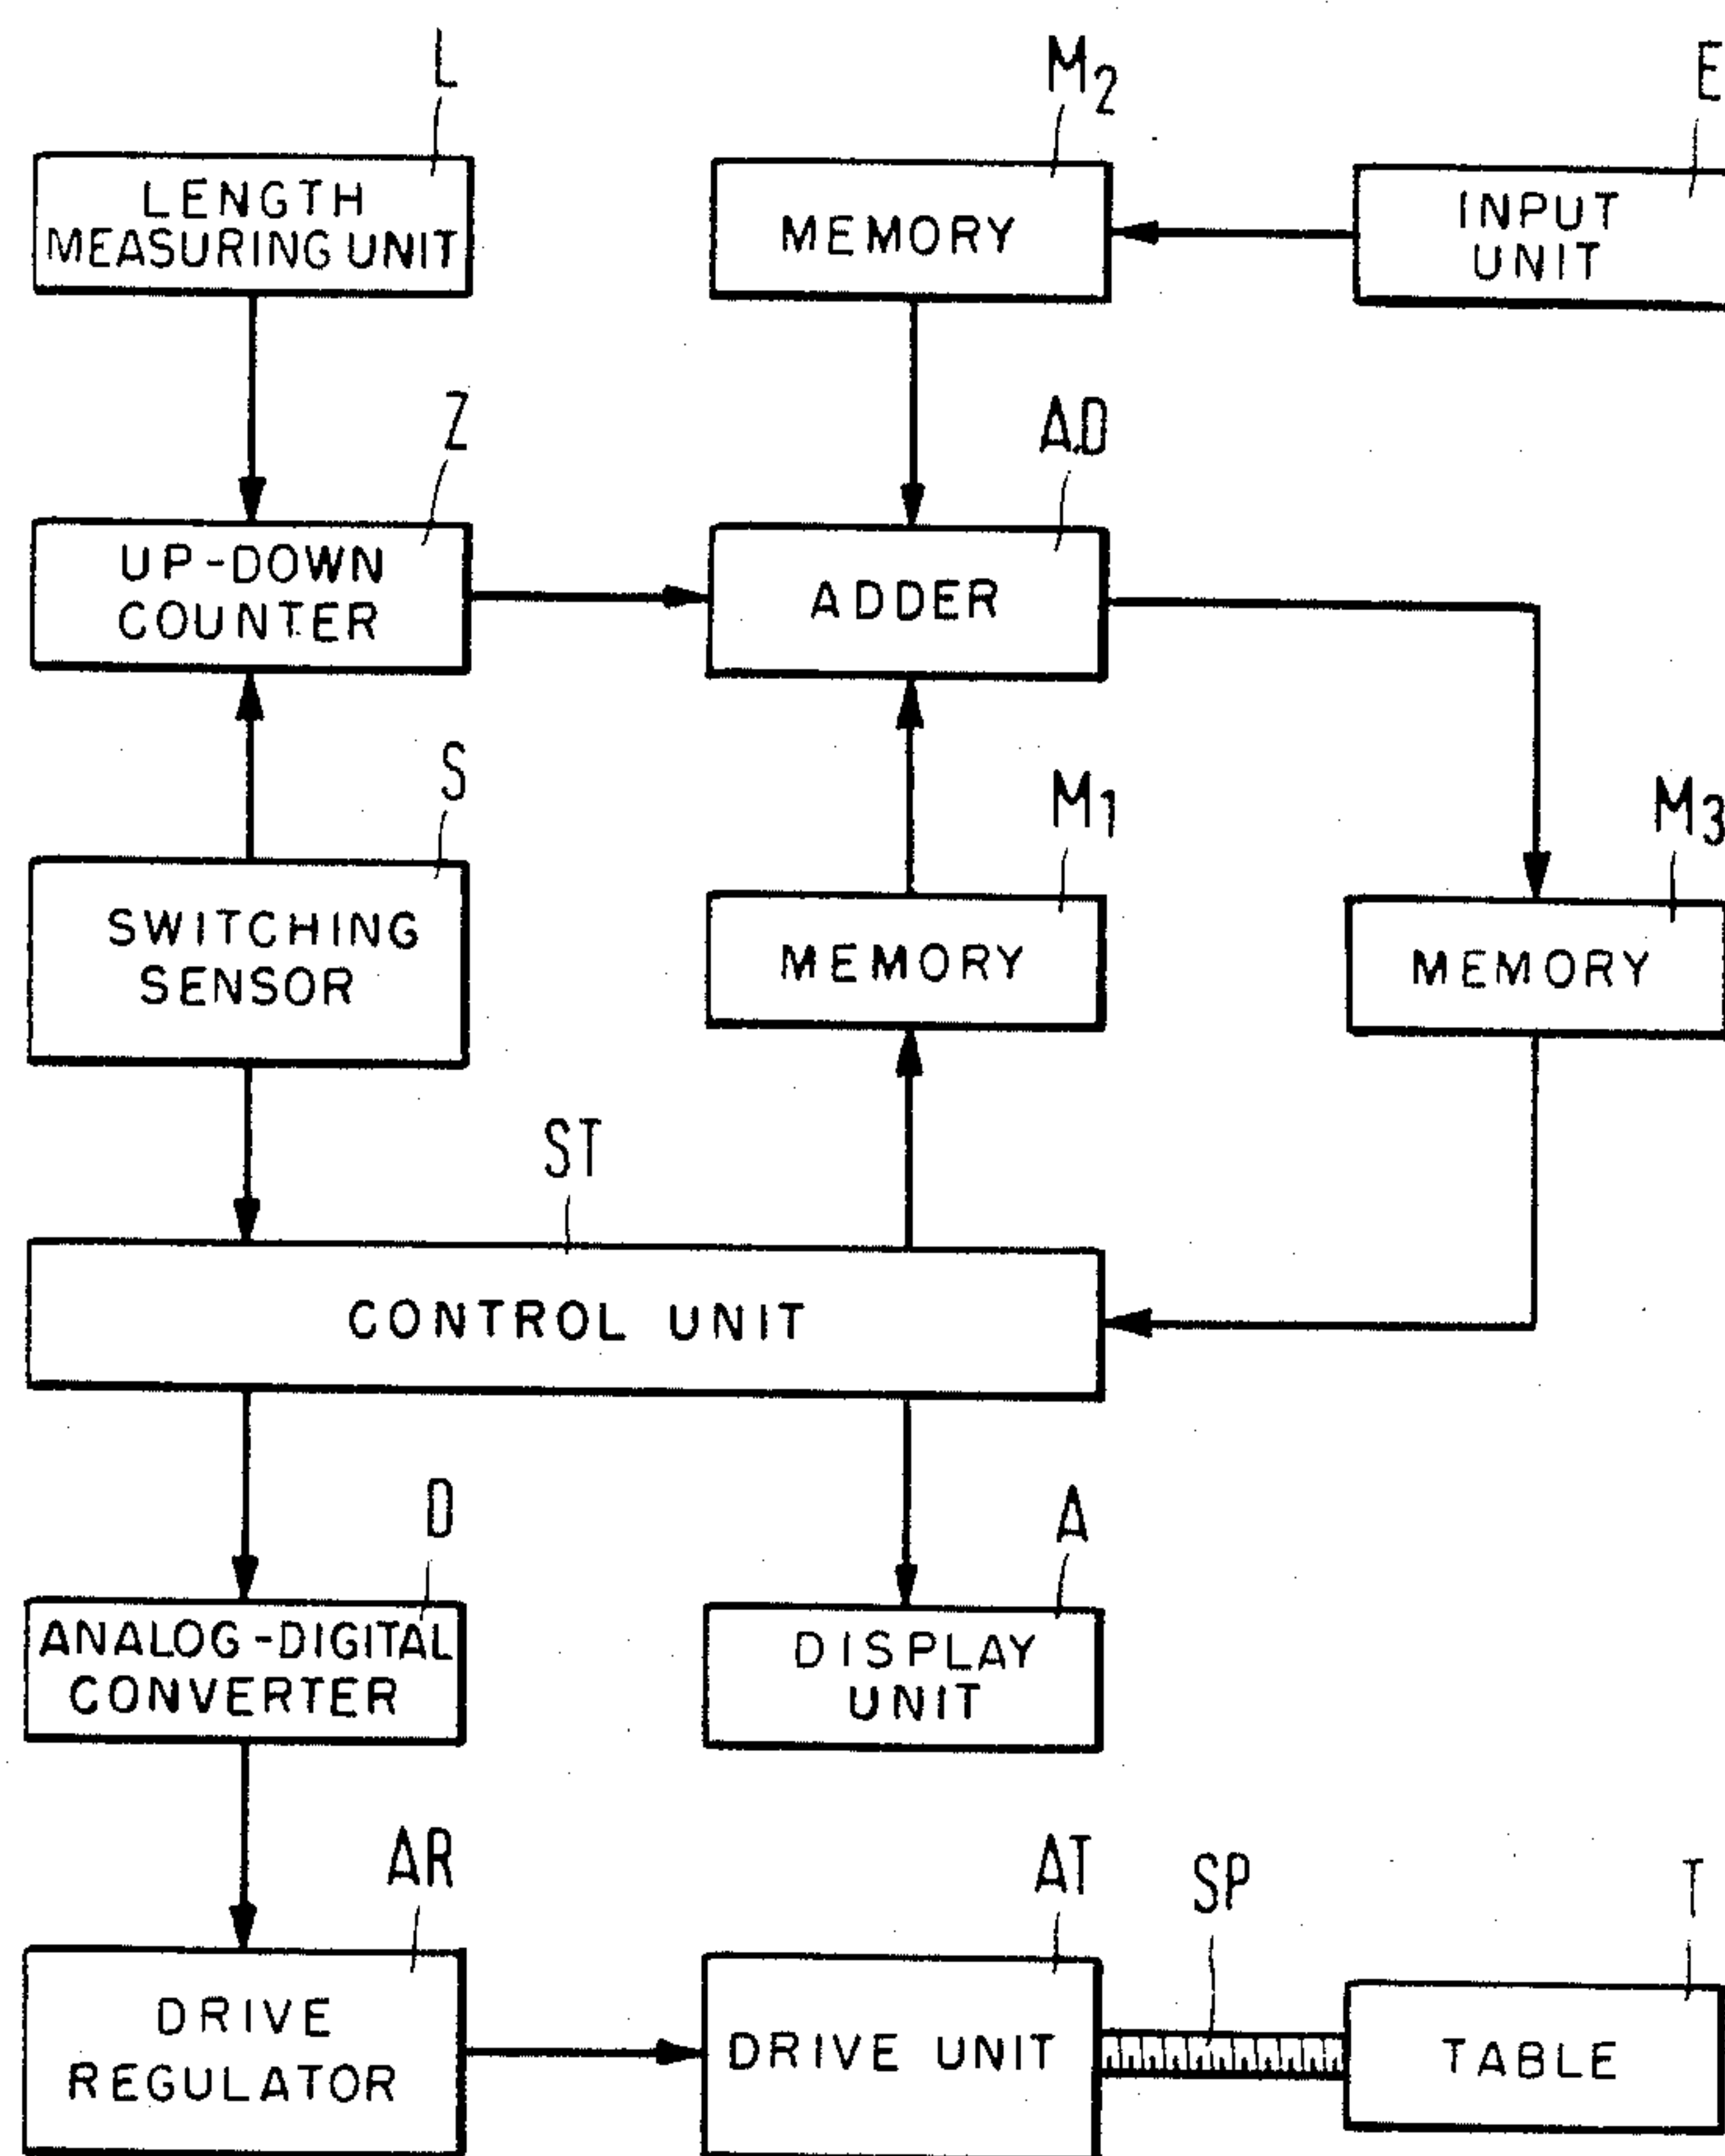 L
M2
E
LENGTH
MEASURING UNIT
MEMORY
INPUT
UNIT
Z
AD
UP-DOWN
COUNTER
ADDER
S
M1
M3
SWITCHING
SENSOR
MEMORY
MEMORY
ST
CONTROL UNIT
D
A
ANALOG-DIGITAL
CONVERTER
DISPLAY
UNIT
AR
AT
SP
T
DRIVE
REGULATOR
DRIVE UNIT
TABLE